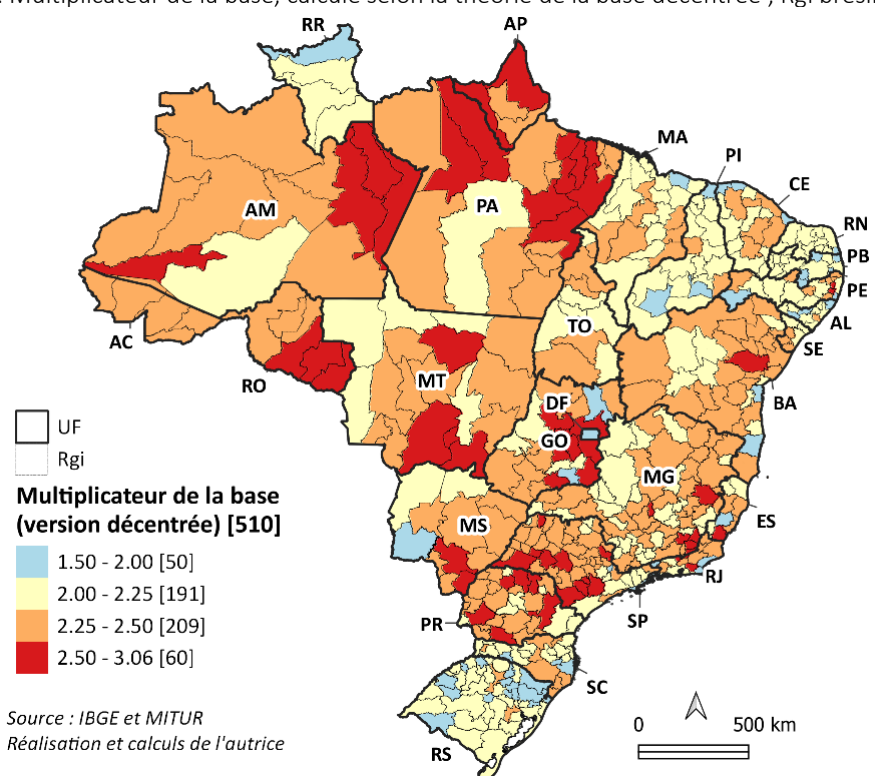 Multiplicateur de la base, calculé selon la théorie de la base décentrée ; Rgi
RR
AP
MA
PI
CE
AM
PA
RN
PB
PE
AL
SE
AC
TO
RO
MT
BA
DF
GO
MG
MS
ES
RJ
SP
PR
SC
RS
UF
Rgi
Multiplicateur de la base
(version décentrée) [510]
1.50 - 2.00 [50]
2.00 - 2.25 [191]
2.25 - 2.50 [209]
2.50 - 3.06 [60]
Source : IBGE et MITUR
Réalisation et calculs de l'autrice
0 500 km